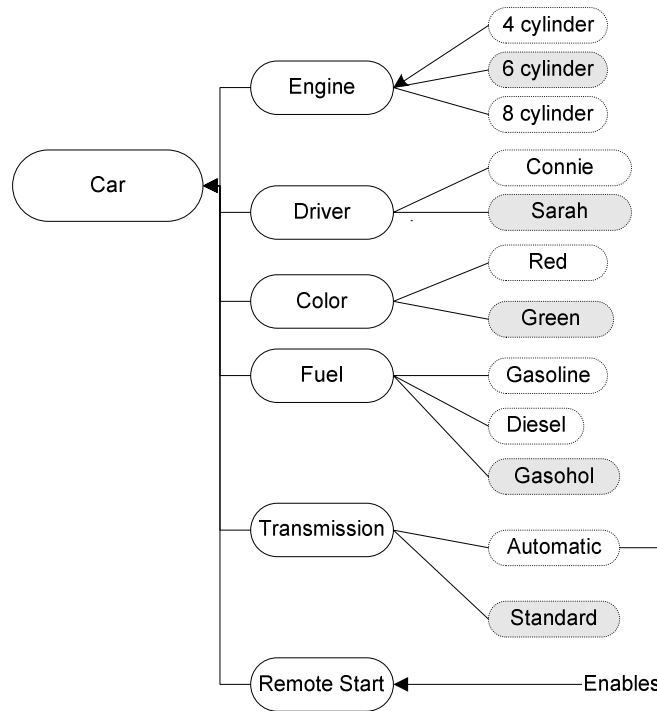 4 cylinder
Engine
6 cylinder
8 cylinder
Car
Connie
Driver
Sarah
Red
Color
Green
Fuel
Gasoline
Diesel
Gasohol
Transmission
Automatic
Standard
Remote Start
Enables